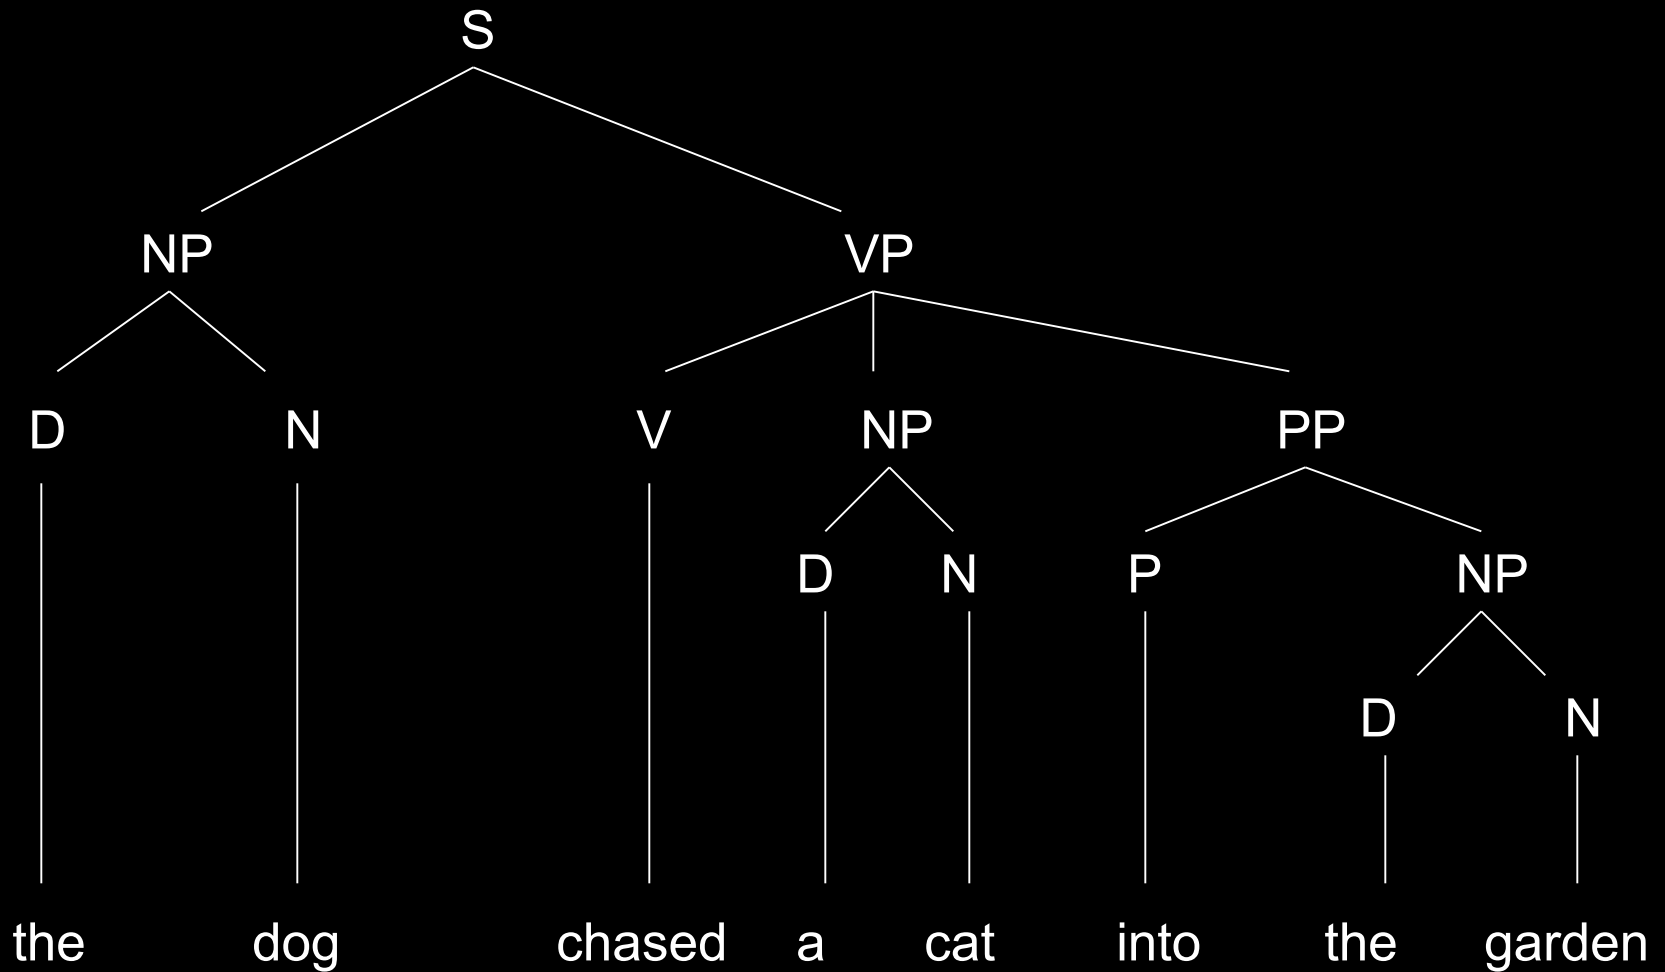 S
NP VP
D N V NP PP
D N P NP
D N
the dog chased a cat into the garden